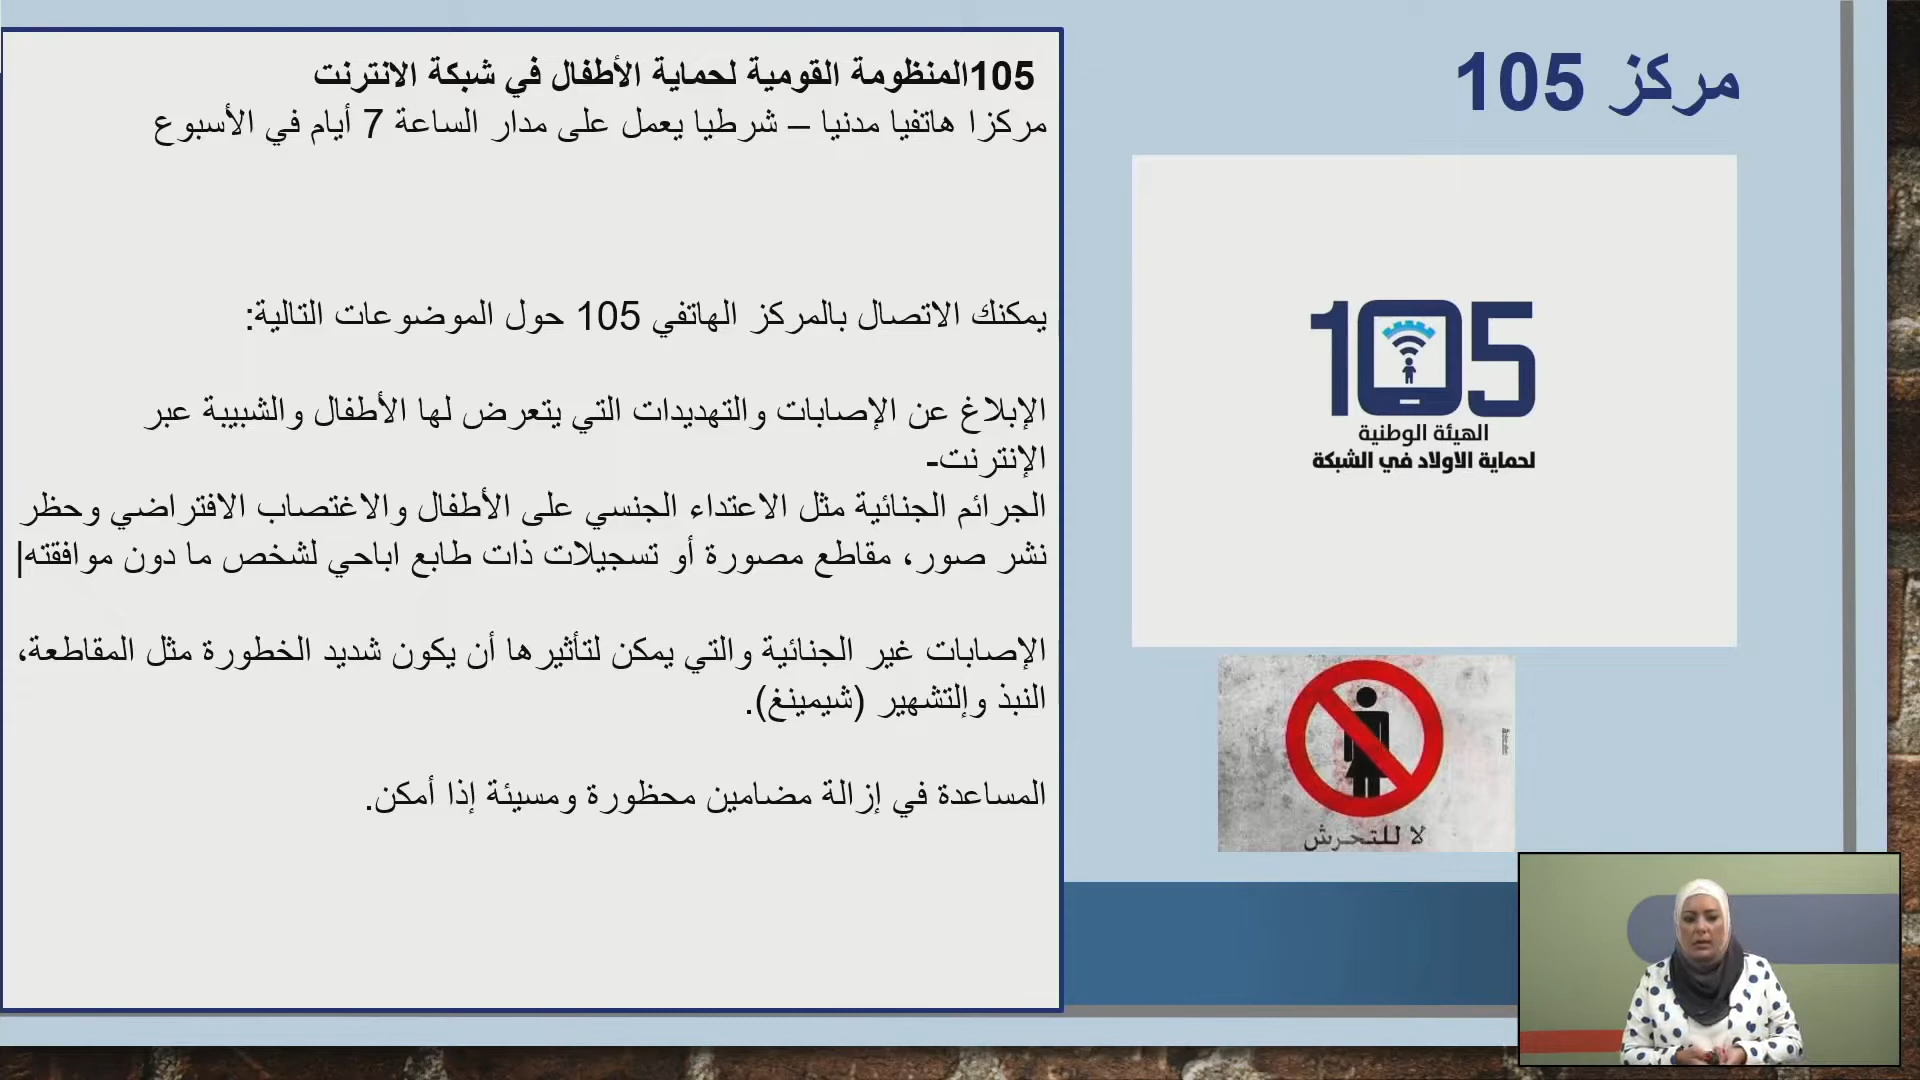 مركز 105
105المنظومة القومية لحماية الأطفال في شبكة الانترنت
مركزا هاتفيا مدنيا – شرطيا يعمل على مدار الساعة 7 أيام في الأسبوع
يمكنك الاتصال بالمركز الهاتفي 105 حول الموضوعات التالية:
الإبلاغ عن الإصابات والتهديدات التي يتعرض لها الأطفال والشبيبة عبر
الإنترنت-
الجرائم الجنائية مثل الاعتداء الجنسي على الأطفال والاغتصاب الافتراضي وحظر
نشر صور، مقاطع مصورة أو تسجيلات ذات طابع اباحي لشخص ما دون موافقته|
الإصابات غير الجنائية والتي يمكن لتأثيرها أن يكون شديد الخطورة مثل المقاطعة،
النبذ وإلتشهير (شيمينغ).
المساعدة في إزالة مضامين محظورة ومسيئة إذا أمكن.
105
الهيئة الوطنية
لحماية الاولاد في الشبكة
لا للتحرش